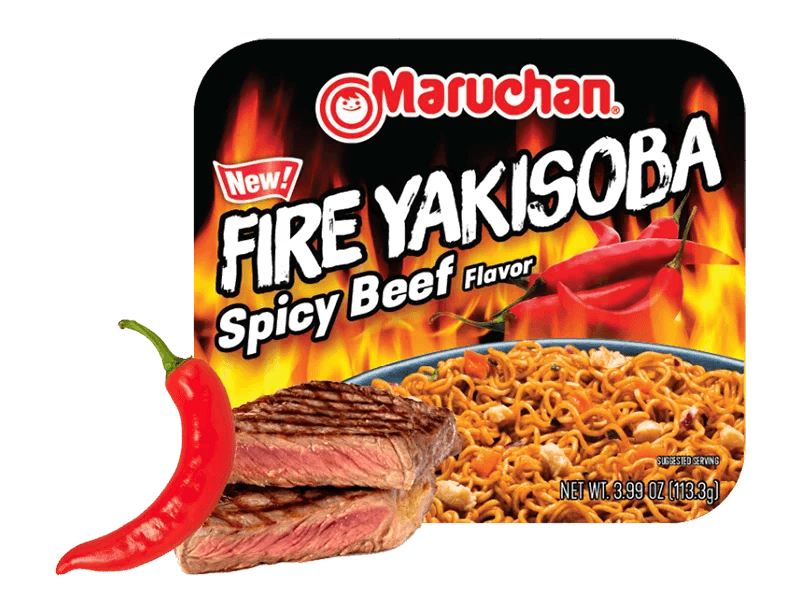 Maruchan®
New!
FIRE YAKISOBA
Spicy Beef Flavor
SUGGESTED SERVING
NET WT. 3.99 OZ (113.3g)